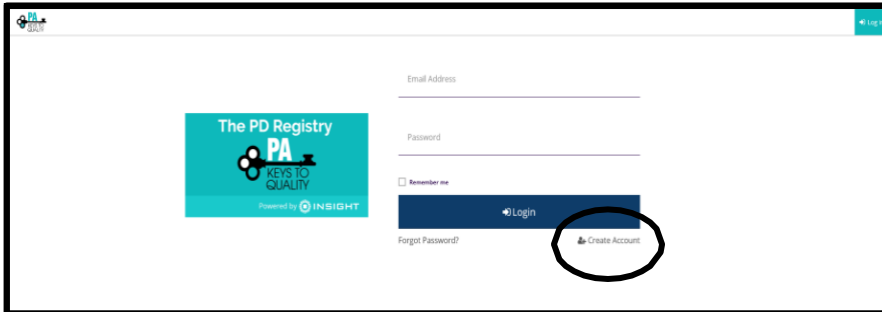 PA
Log I
Email Address
The PD Registry
PA
KEYS TO
QUALITY
Powered by INSIGHT
Password
Remember me
Login
Forgot Password?
Create Account